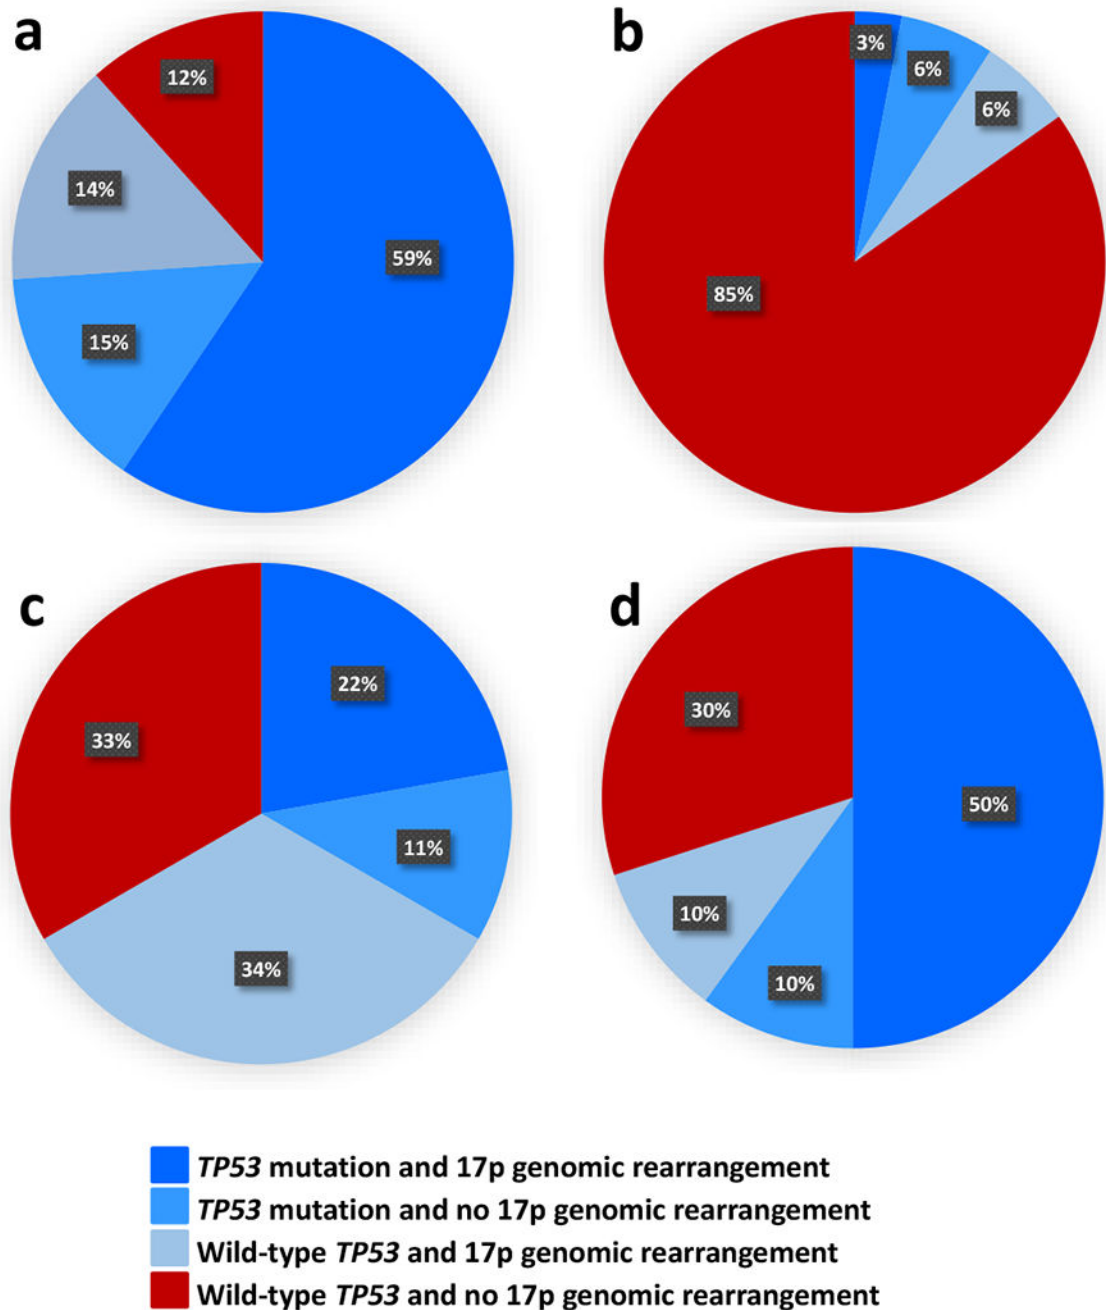 a
12%
14%
59%
15%
b
3%
6%
6%
85%
c
22%
33%
11%
34%
d
30%
50%
10%
10%
TP53 mutation and 17p genomic rearrangement
TP53 mutation and no 17p genomic rearrangement
Wild-type TP53 and 17p genomic rearrangement
Wild-type TP53 and no 17p genomic rearrangement